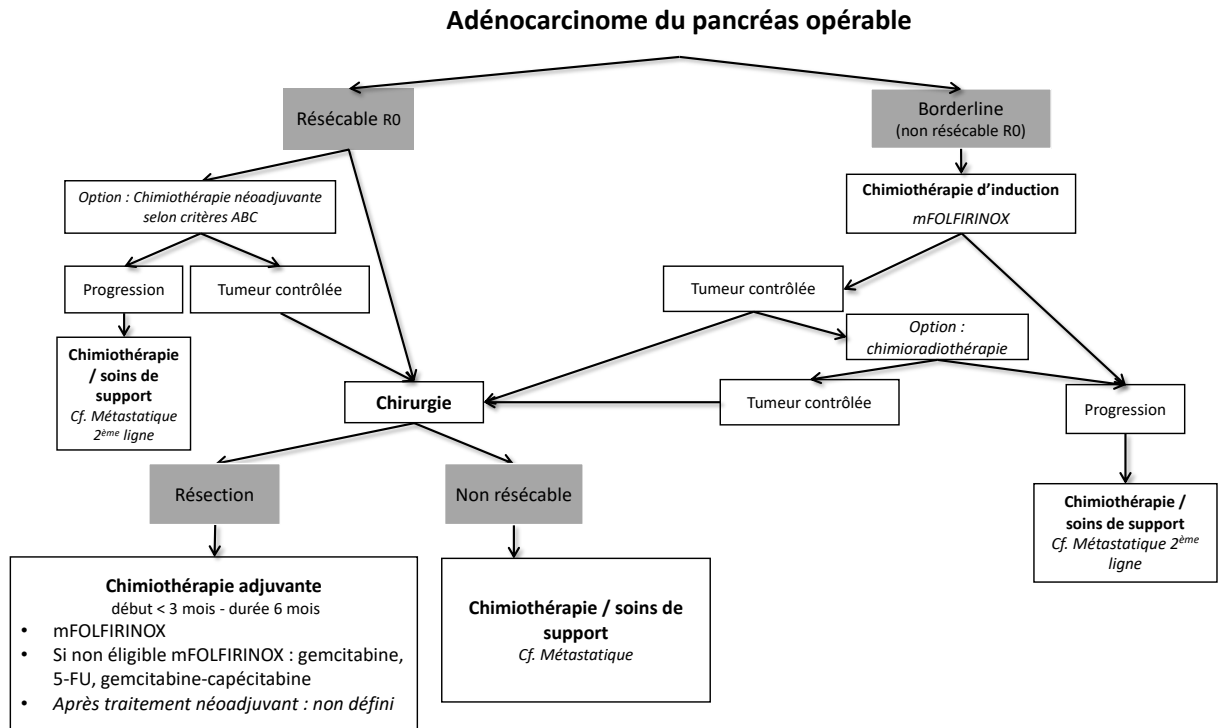 Adénocarcinome du pancréas opérable
Résécable R0
Borderline
(non résécable R0)
Option : Chimiothérapie néoadjuvante
selon critères ABC
Chimiothérapie d’induction
mFOLFIRINOX
Progression
Tumeur contrôlée
Tumeur contrôlée
Option :
chimioradiothérapie
Chimiothérapie
/ soins de
support
Cf. Métastatique
2ème ligne
Chirurgie
Tumeur contrôlée
Progression
Résection
Non résécable
Chimiothérapie /
soins de support
Cf. Métastatique 2ème
ligne
Chimiothérapie adjuvante
début < 3 mois - durée 6 mois
• mFOLFIRINOX
• Si non éligible mFOLFIRINOX : gemcitabine,
5-FU, gemcitabine-capécitabine
• Après traitement néoadjuvant : non défini
Chimiothérapie / soins de
support
Cf. Métastatique